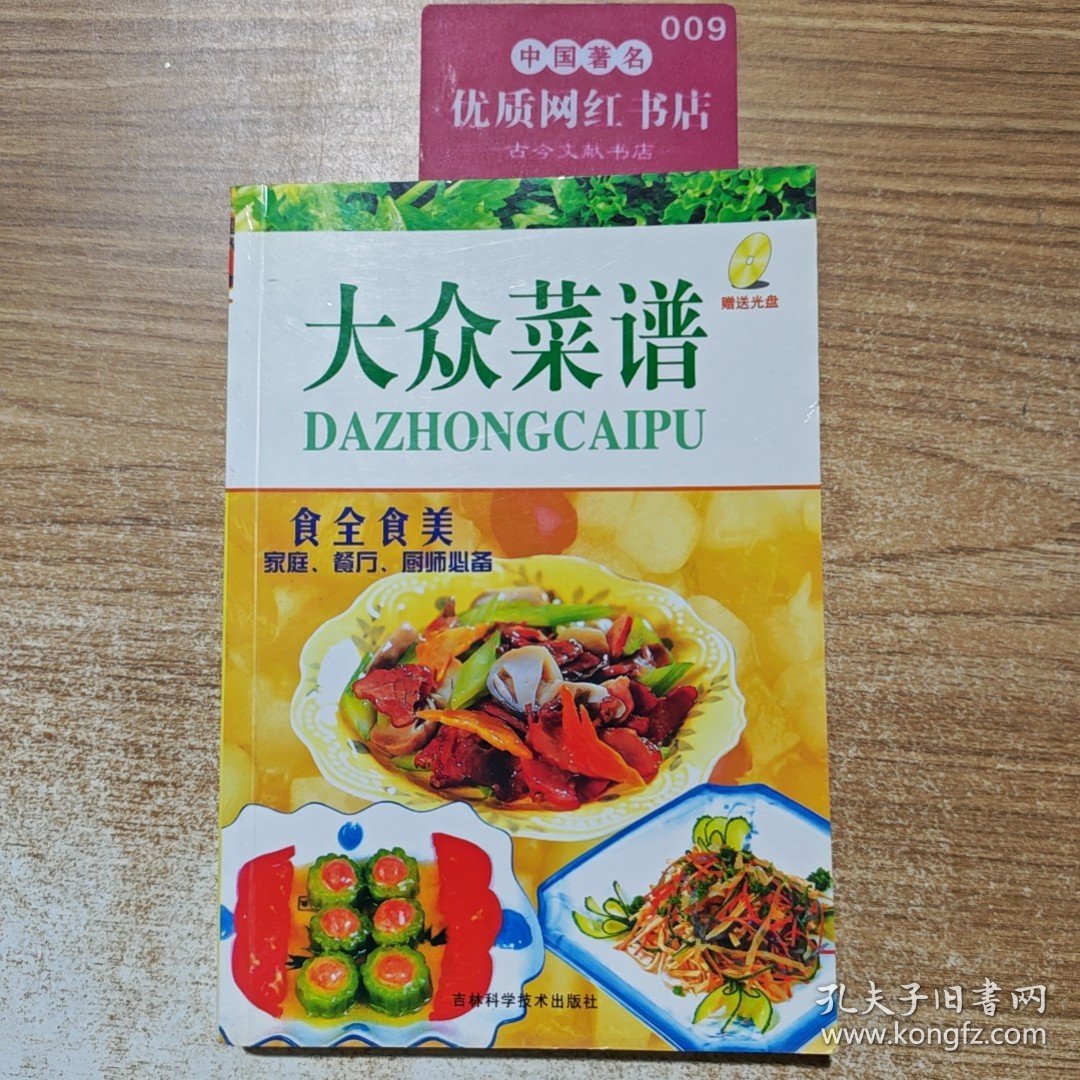 009
中国著名
优质网红书店
古今文献书店
赠送光盘
大众菜谱
DAZHONGCAIPU
食全食美
家庭、餐厅、厨师必备
吉林科学技术出版社
孔夫子旧書网
www.kongfz.com